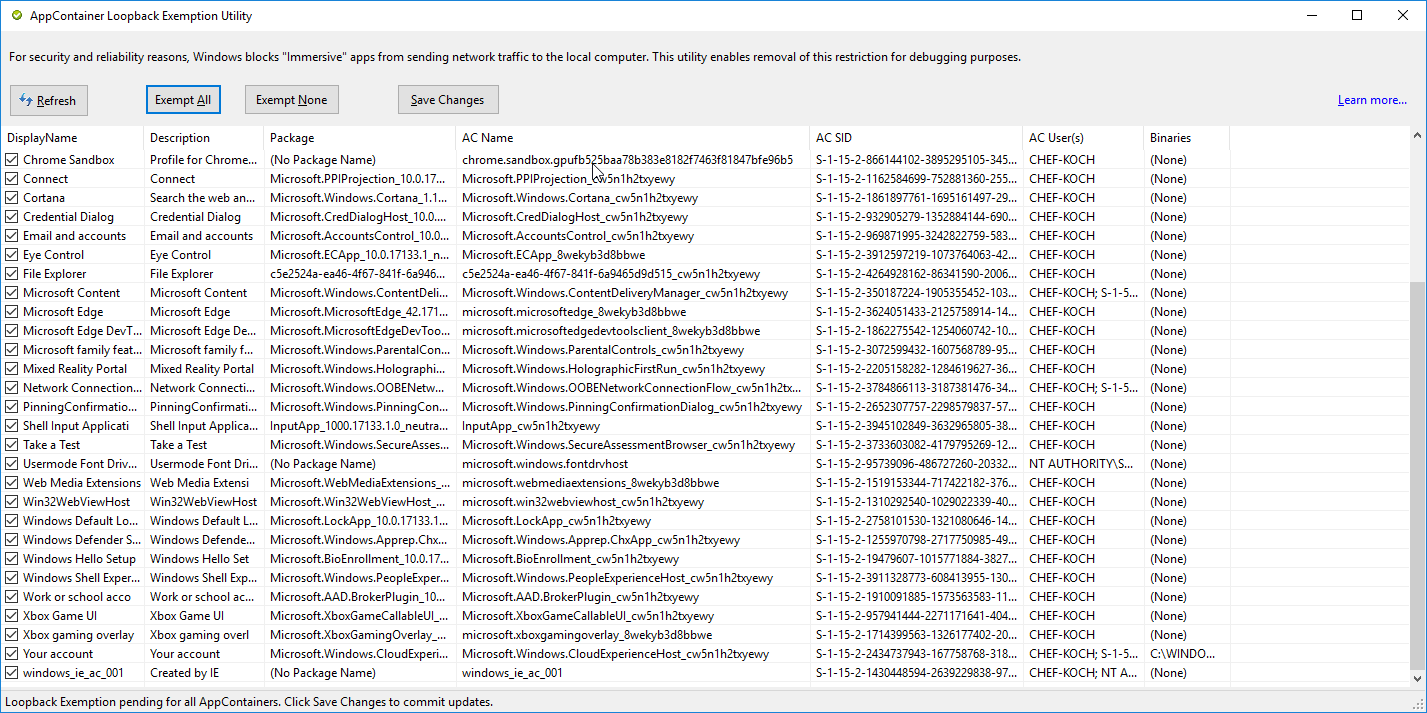 AppContainer Loopback Exemption Utility
For security and reliability reasons, Windows blocks "Immersive" apps from sending network traffic to the local computer. This utility enables removal of this restriction for debugging purposes.
Refresh Exempt All Exempt None Save Changes Learn more...
DisplayName Description Package AC Name AC SID AC User(s) Binaries
Chrome Sandbox Profile for Chrome... (No Package Name) chrome.sandbox.gpufb525baa78b383e8182f7463f81847bfe96b5 S-1-15-2-866144102-3895295105-345... CHEF-KOCH (None)
Connect Connect Microsoft.PPIProjection_10.0.17... Microsoft.PPIProjection_cw5n1h2txyewy S-1-15-2-1162584699-752881360-255... CHEF-KOCH (None)
Cortana Search the web an... Microsoft.Windows.Cortana_1.1... Microsoft.Windows.Cortana_cw5n1h2txyewy S-1-15-2-1861897761-1695161497-29... CHEF-KOCH (None)
Credential Dialog Credential Dialog Microsoft.CredDialogHost_10.0.... Microsoft.CredDialogHost_cw5n1h2txyewy S-1-15-2-932905279-1352884144-690... CHEF-KOCH (None)
Email and accounts Email and accounts Microsoft.AccountsControl_10.0... Microsoft.AccountsControl_cw5n1h2txyewy S-1-15-2-969871995-3242822759-583... CHEF-KOCH (None)
Eye Control Eye Control Microsoft.ECApp_10.0.17133.1_n... Microsoft.ECApp_8wekyb3d8bbwe S-1-15-2-3912597219-1073764063-42... CHEF-KOCH (None)
File Explorer File Explorer c5e2524a-ea46-4f67-841f-6a946... c5e2524a-ea46-4f67-841f-6a9465d9d515_cw5n1h2txyewy S-1-15-2-4264928162-86341590-2006... CHEF-KOCH (None)
Microsoft Content Microsoft Content Microsoft.Windows.ContentDeli... Microsoft.Windows.ContentDeliveryManager_cw5n1h2txyewy S-1-15-2-350187224-1905355452-103... CHEF-KOCH; S-1-5... (None)
Microsoft Edge Microsoft Edge Microsoft.MicrosoftEdge_42.171... microsoft.microsoftedge_8wekyb3d8bbwe S-1-15-2-3624051433-2125758914-14... CHEF-KOCH (None)
Microsoft Edge DevT... Microsoft Edge De... Microsoft.MicrosoftEdgeDevToo... microsoft.microsoftedgedevtoolsclient_8wekyb3d8bbwe S-1-15-2-1862275542-1254060742-10... CHEF-KOCH (None)
Microsoft family feat... Microsoft family f... Microsoft.Windows.ParentalCon... Microsoft.Windows.ParentalControls_cw5n1h2txyewy S-1-15-2-3072599432-1607568789-95... CHEF-KOCH (None)
Mixed Reality Portal Mixed Reality Portal Microsoft.Windows.Holographi... Microsoft.Windows.HolographicFirstRun_cw5n1h2txyewy S-1-15-2-2205158282-1284619627-36... CHEF-KOCH (None)
Network Connection... Network Connecti... Microsoft.Windows.OOBENetw... Microsoft.Windows.OOBENetworkConnectionFlow_cw5n1h2tx... S-1-15-2-3784866113-3187381476-34... CHEF-KOCH; S-1-5... (None)
PinningConfirmatio... PinningConfirmati... Microsoft.Windows.PinningCon... Microsoft.Windows.PinningConfirmationDialog_cw5n1h2txyewy S-1-15-2-2652307757-2298579837-57... CHEF-KOCH (None)
Shell Input Applicati Shell Input Applica... InputApp_1000.17133.1.0_neutra... InputApp_cw5n1h2txyewy S-1-15-2-3945102849-3632965805-38... CHEF-KOCH (None)
Take a Test Take a Test Microsoft.Windows.SecureAsses... Microsoft.Windows.SecureAssessmentBrowser_cw5n1h2txyewy S-1-15-2-3733603082-4179795269-12... CHEF-KOCH (None)
Usermode Font Driv... Usermode Font Dri... (No Package Name) microsoft.windows.fontdrvhost S-1-15-2-95739096-486727260-20332... NT AUTHORITY\S... (None)
Web Media Extensions Web Media Extensi Microsoft.WebMediaExtensions_... microsoft.webmediaextensions_8wekyb3d8bbwe S-1-15-2-1519153344-717422182-376... CHEF-KOCH (None)
Win32WebViewHost Win32WebViewHost Microsoft.Win32WebViewHost_... microsoft.win32webviewhost_cw5n1h2txyewy S-1-15-2-1310292540-1029022339-40... CHEF-KOCH (None)
Windows Default Lo... Windows Default L... Microsoft.LockApp_10.0.17133.1... Microsoft.LockApp_cw5n1h2txyewy S-1-15-2-2758101530-1321080646-14... CHEF-KOCH (None)
Windows Defender S... Windows Defende... Microsoft.Windows.Apprep.Chx... Microsoft.Windows.Apprep.ChxApp_cw5n1h2txyewy S-1-15-2-1255970798-2717750985-49... CHEF-KOCH (None)
Windows Hello Setup Windows Hello Set Microsoft.BioEnrollment_10.0.17... Microsoft.BioEnrollment_cw5n1h2txyewy S-1-15-2-19479607-1015771884-3827... CHEF-KOCH (None)
Windows Shell Exper... Windows Shell Exp... Microsoft.Windows.PeopleExper... Microsoft.Windows.PeopleExperienceHost_cw5n1h2txyewy S-1-15-2-3911328773-608413955-130... CHEF-KOCH (None)
Work or school acco Work or school ac... Microsoft.AAD.BrokerPlugin_10... Microsoft.AAD.BrokerPlugin_cw5n1h2txyewy S-1-15-2-1910091885-1573563583-11... CHEF-KOCH (None)
Xbox Game UI Xbox Game UI Microsoft.XboxGameCallableUI_... Microsoft.XboxGameCallableUI_cw5n1h2txyewy S-1-15-2-957941444-2271171641-404... CHEF-KOCH (None)
Xbox gaming overlay Xbox gaming overl Microsoft.XboxGamingOverlay_... microsoft.xboxgamingoverlay_8wekyb3d8bbwe S-1-15-2-1714399563-1326177402-20... CHEF-KOCH (None)
Your account Your account Microsoft.Windows.CloudExperi... Microsoft.Windows.CloudExperienceHost_cw5n1h2txyewy S-1-15-2-2434737943-167758768-318... CHEF-KOCH; S-1-5... C:\WINDO...
windows_ie_ac_001 Created by IE (No Package Name) windows_ie_ac_001 S-1-15-2-1430448594-2639229838-97... CHEF-KOCH; NT A... (None)
Loopback Exemption pending for all AppContainers. Click Save Changes to commit updates.